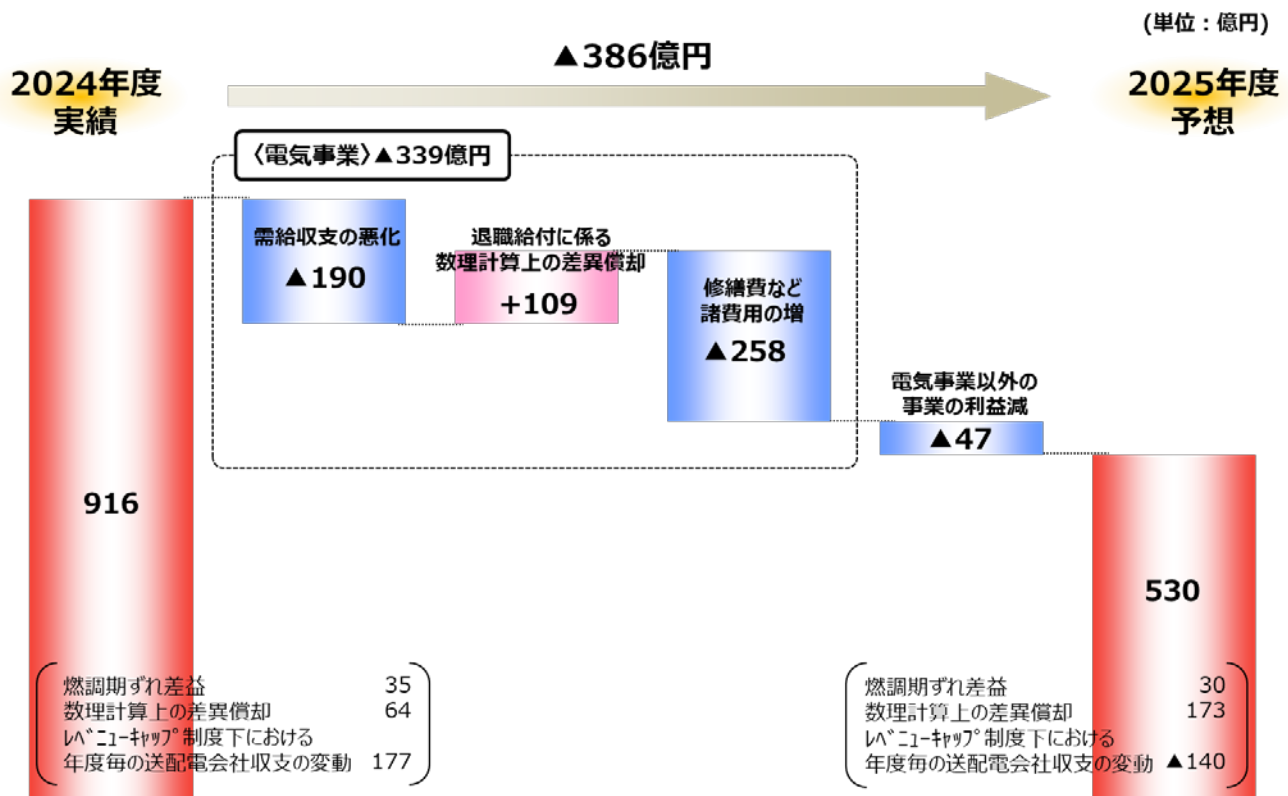 (単位：億円)
▲386億円
2024年度
実績
2025年度
予想
〈電気事業〉▲339億円
需給収支の悪化
▲190
退職給付に係る
数理計算上の差異償却
+109
修繕費など
諸費用の増
▲258
電気事業以外の
事業の利益減
▲47
916
530
燃調期ずれ差益 35
数理計算上の差異償却 64
ﾚﾍﾞﾆｭｰｷｬｯﾌﾟ制度下における
年度毎の送配電会社収支の変動 177
燃調期ずれ差益 30
数理計算上の差異償却 173
ﾚﾍﾞﾆｭｰｷｬｯﾌﾟ制度下における
年度毎の送配電会社収支の変動 ▲140